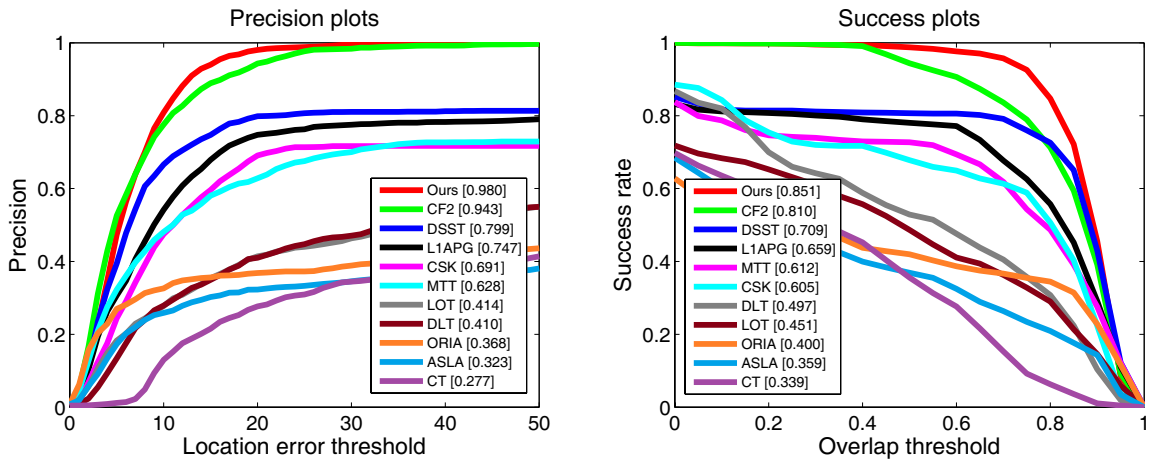 Precision plots
Precision
1
0.8
0.6
0.4
0.2
0
0 10 20 30 40 50
Location error threshold
Ours [0.980]
CF2 [0.943]
DSST [0.799]
L1APG [0.747]
CSK [0.691]
MTT [0.628]
LOT [0.414]
DLT [0.410]
ORIA [0.368]
ASLA [0.323]
CT [0.277]
Success plots
Success rate
1
0.8
0.6
0.4
0.2
0
0 0.2 0.4 0.6 0.8 1
Overlap threshold
Ours [0.851]
CF2 [0.810]
DSST [0.709]
L1APG [0.659]
MTT [0.612]
CSK [0.605]
DLT [0.497]
LOT [0.451]
ORIA [0.400]
ASLA [0.359]
CT [0.339]